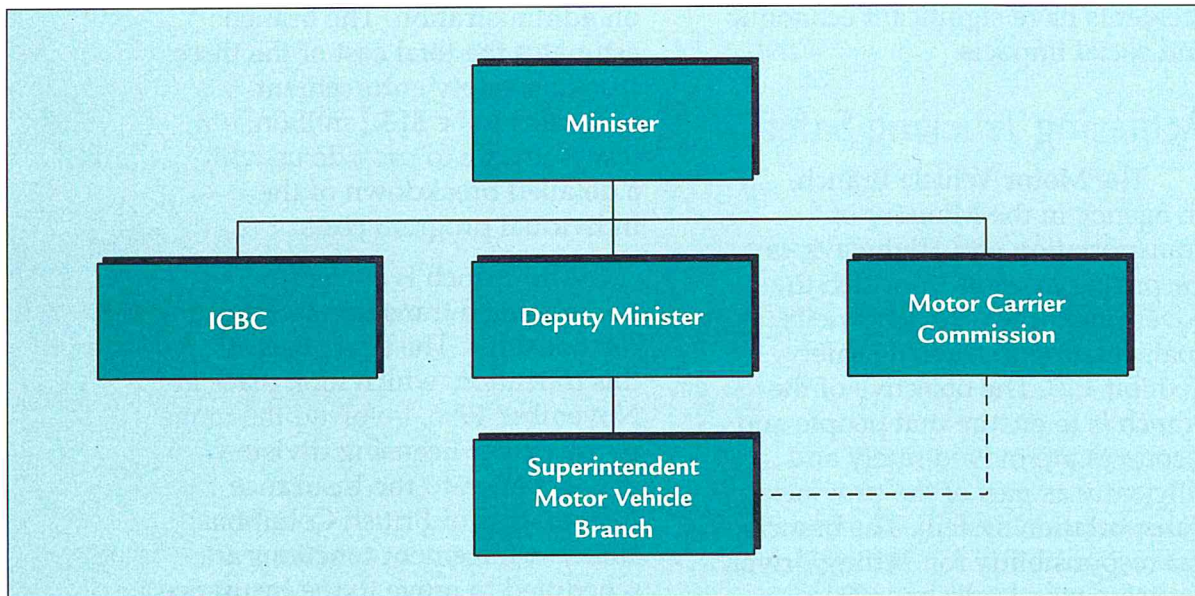 Minister
ICBC
Deputy Minister
Motor Carrier
Commission
Superintendent
Motor Vehicle
Branch